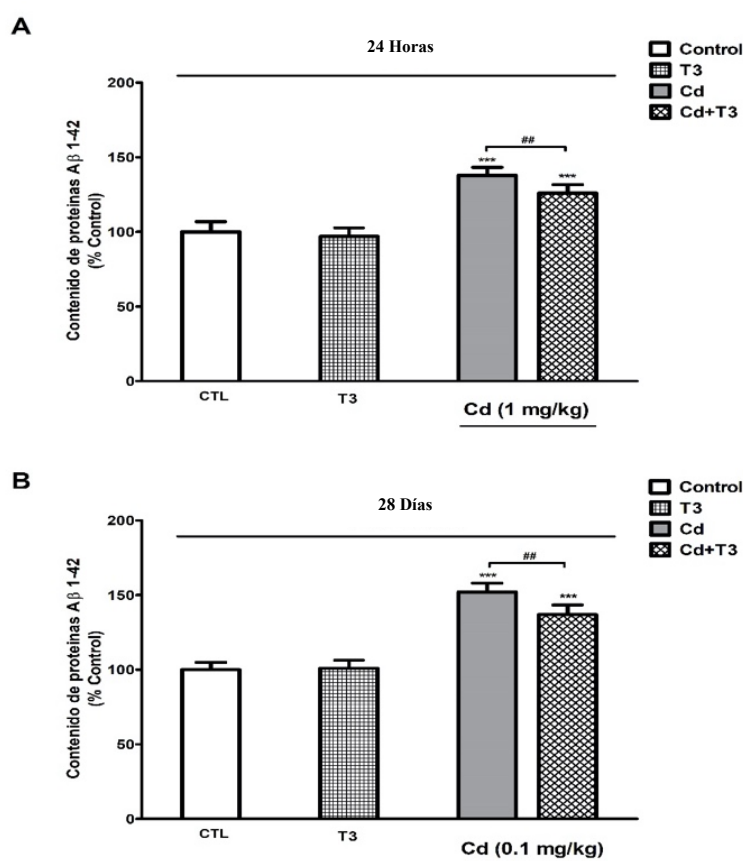 A
24 Horas
Control
T3
Cd
Cd+T3
Contenido de proteinas Aβ 1-42
(% Control)
200
150
100
50
0
##
***
***
CTL
T3
Cd (1 mg/kg)
B
28 Días
Control
T3
Cd
Cd+T3
Contenido de proteinas Aβ 1-42
(% Control)
200
150
100
50
0
##
***
***
CTL
T3
Cd (0.1 mg/kg)